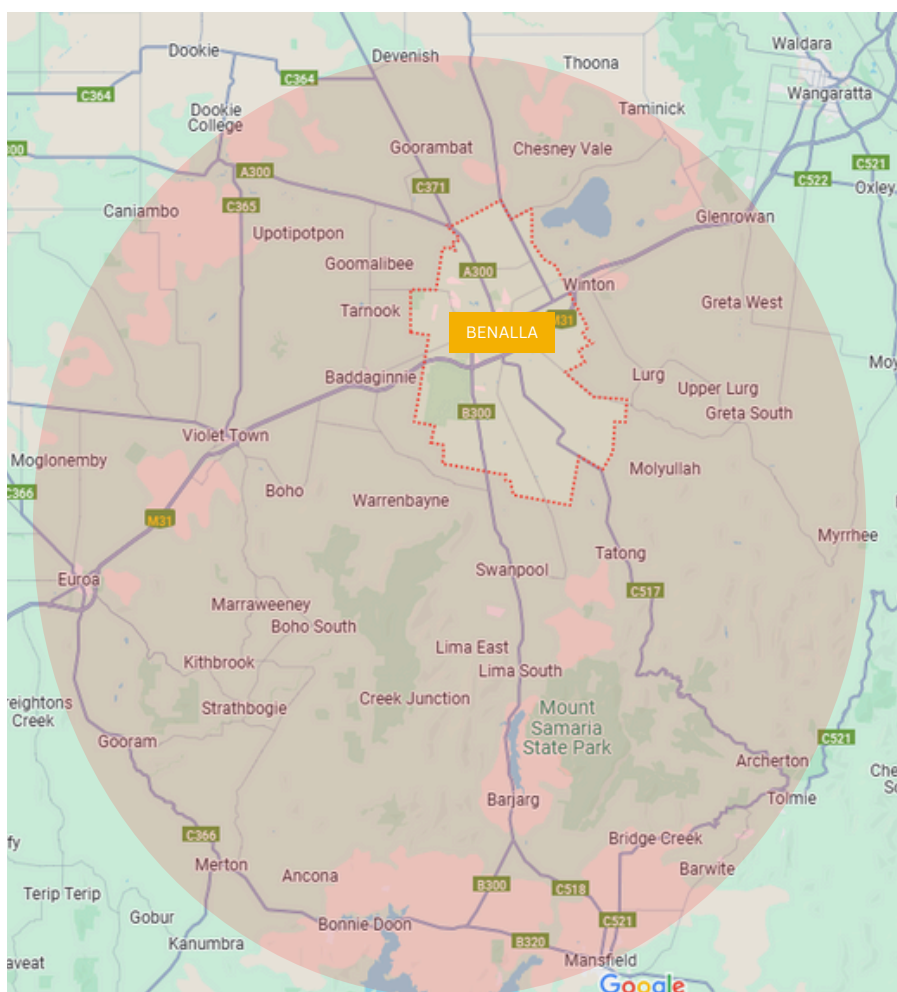 Dookie
Devenish
Thoona
Waldara
C364
C364
Wangaratta
Dookie
College
Taminick
Goorambat
Chesney Vale
A300
C371
C521
C522
Oxley
Caniambo
C365
Glenrowan
Upotipotpon
Goomalibee
A300
Winton
Tarnook
Greta West
BENALLA
M31
Baddaginnie
Lurg
Upper Lurg
B300
Greta South
Violet Town
Moglonemby
Molyullah
C366
Boho
Warrenbayne
M31
Myrrhee
Tatong
Swanpool
Euroa
C517
Marraweeney
Boho South
Lima East
Kithbrook
Lima South
Creek Junction
reightons
Creek
Strathbogie
Mount
Samaria
State Park
Gooram
C521
Archerton
Barjarg
Tolmie
C366
Bridge Creek
Merton
Barwite
Ancona
B300
C518
Terip Terip
Gobur
Bonnie Doon
C521
Kanumbra
B320
Mansfield
Google